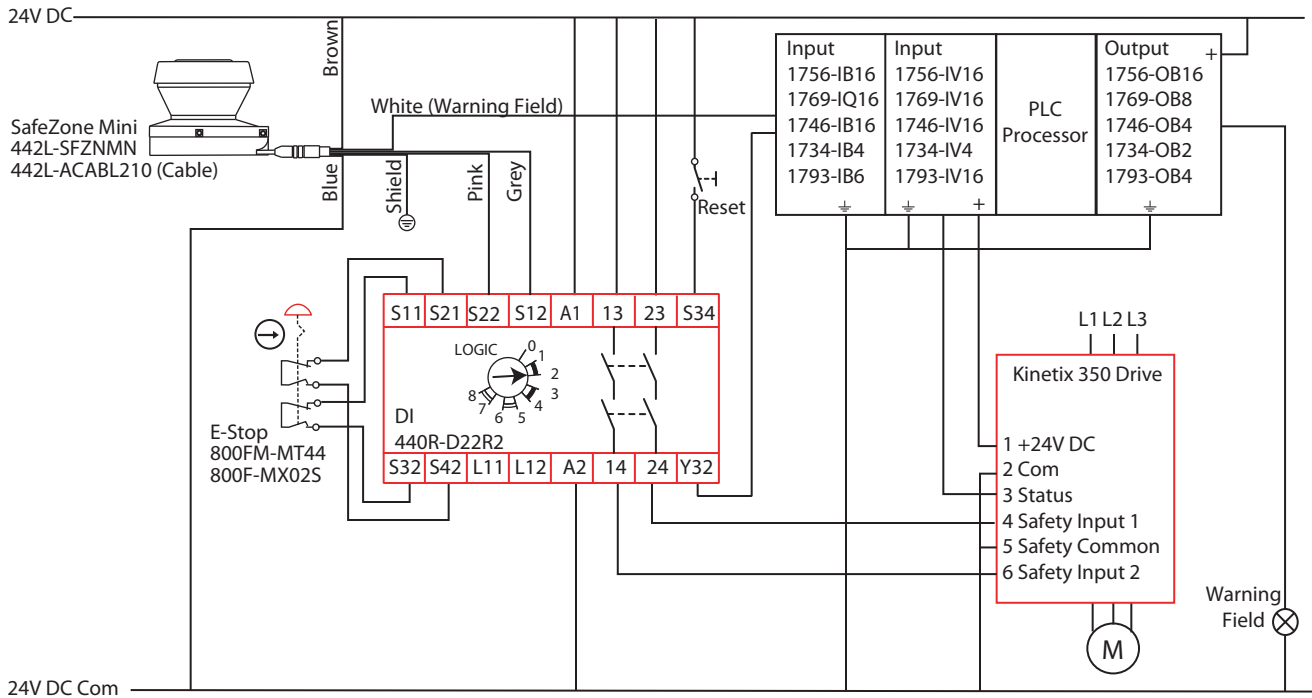 24V DC
Brown
White (Warning Field)
SafeZone Mini
442L-SFZNMN
442L-ACABL210 (Cable)
Blue
Shield
Pink
Grey
Reset
Input
1756-IB16
1769-IQ16
1746-IB16
1734-IB4
1793-IB6
Input
1756-IV16
1769-IV16
1746-IV16
1734-IV4
1793-IV16
+
PLC
Processor
Output
+
1756-OB16
1769-OB8
1746-OB4
1734-OB2
1793-OB4
S11 S21 S22 S12 A1 13 23 S34
LOGIC
0
1
2
3
4
5
6
7
8
DI
440R-D22R2
S32 S42 L11 L12 A2 14 24 Y32
E-Stop
800FM-MT44
800F-MX02S
L1 L2 L3
Kinetix 350 Drive
1 +24V DC
2 Com
3 Status
4 Safety Input 1
5 Safety Common
6 Safety Input 2
M
Warning
Field
24V DC Com